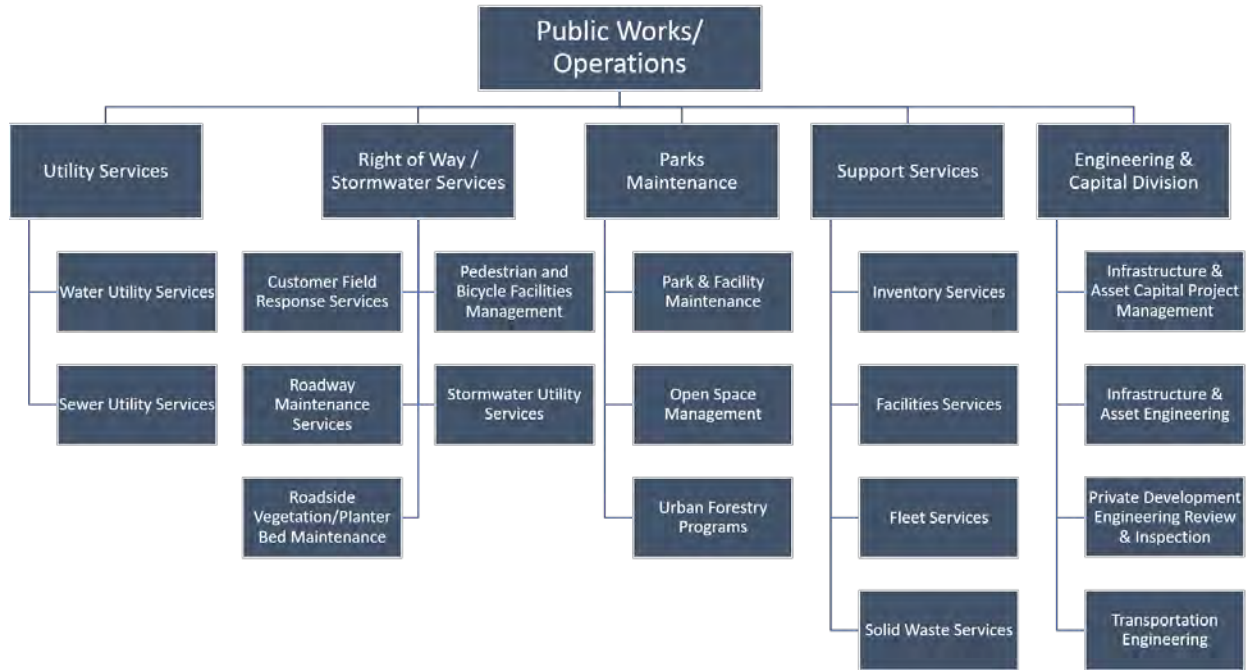 Public Works/
Operations
Utility Services
Right of Way /
Stormwater Services
Parks
Maintenance
Support Services
Engineering &
Capital Division
Water Utility Services
Sewer Utility Services
Customer Field
Response Services
Pedestrian and
Bicycle Facilities
Management
Roadway
Maintenance
Services
Stormwater Utility
Services
Roadside
Vegetation/Planter
Bed Maintenance
Park & Facility
Maintenance
Open Space
Management
Urban Forestry
Programs
Inventory Services
Facilities Services
Fleet Services
Solid Waste Services
Infrastructure &
Asset Capital Project
Management
Infrastructure &
Asset Engineering
Private Development
Engineering Review
& Inspection
Transportation
Engineering